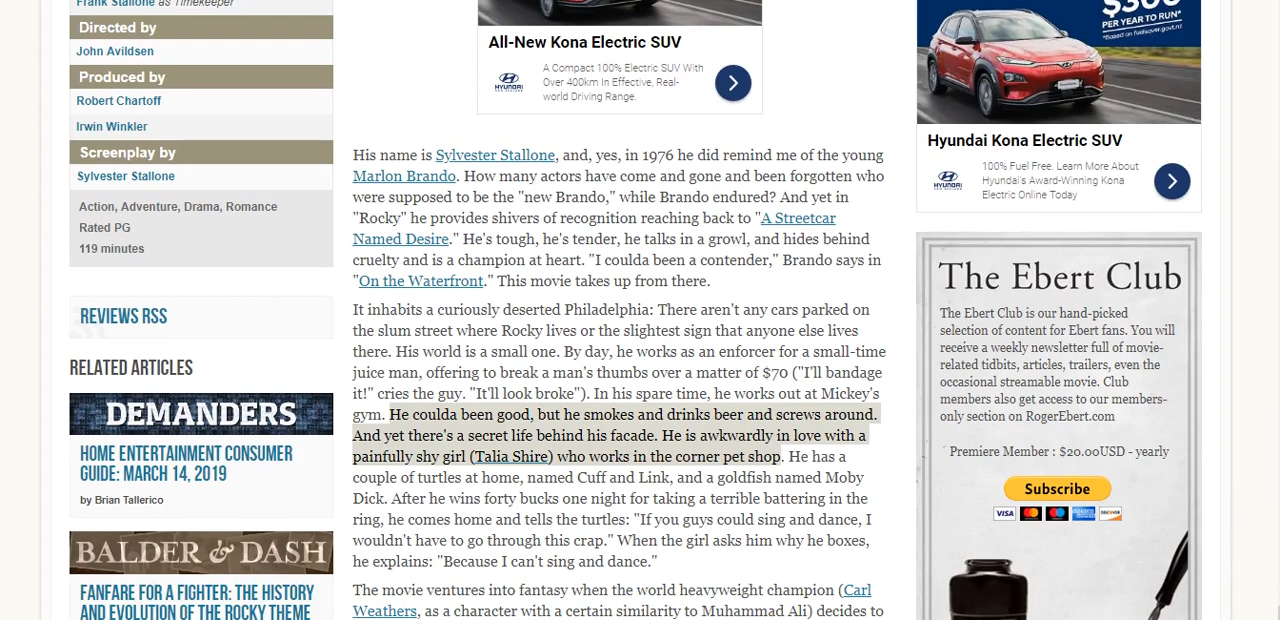 Frank Stallone as Timekeeper
Directed by
John Avildsen
Produced by
Robert Chartoff
Irwin Winkler
Screenplay by
Sylvester Stallone
Action, Adventure, Drama, Romance
Rated PG
119 minutes
REVIEWS RSS
RELATED ARTICLES
DEMANDERS
HOME ENTERTAINMENT CONSUMER
GUIDE: MARCH 14, 2019
by Brian Tallerico
BALDER & DASH
FANFARE FOR A FIGHTER: THE HISTORY
AND EVOLUTION OF THE ROCKY THEME
All-New Kona Electric SUV
HYUNDAI
A Compact 100% Electric SUV With
Over 400km In Effective, Real-
world Driving Range.
His name is Sylvester Stallone, and, yes, in 1976 he did remind me of the young
Marlon Brando. How many actors have come and gone and been forgotten who
were supposed to be the "new Brando," while Brando endured? And yet in
"Rocky" he provides shivers of recognition reaching back to "A Streetcar
Named Desire." He's tough, he's tender, he talks in a growl, and hides behind
cruelty and is a champion at heart. "I coulda been a contender," Brando says in
"On the Waterfront." This movie takes up from there.
It inhabits a curiously deserted Philadelphia: There aren't any cars parked on
the slum street where Rocky lives or the slightest sign that anyone else lives
there. His world is a small one. By day, he works as an enforcer for a small-time
juice man, offering to break a man's thumbs over a matter of $70 ("I'll bandage
it!" cries the guy. "It'll look broke"). In his spare time, he works out at Mickey's
gym. He coulda been good, but he smokes and drinks beer and screws around.
And yet there's a secret life behind his facade. He is awkwardly in love with a
painfully shy girl (Talia Shire) who works in the corner pet shop. He has a
couple of turtles at home, named Cuff and Link, and a goldfish named Moby
Dick. After he wins forty bucks one night for taking a terrible battering in the
ring, he comes home and tells the turtles: "If you guys could sing and dance, I
wouldn't have to go through this crap." When the girl asks him why he boxes,
he explains: "Because I can't sing and dance."
The movie ventures into fantasy when the world heavyweight champion (Carl
Weathers, as a character with a certain similarity to Muhammad Ali) decides to
$300
PER YEAR TO RUN*
*Based on fuelsaver.govt.nz
Hyundai Kona Electric SUV
HYUNDAI
100% Fuel Free. Learn More About
Hyundai's Award-Winning Kona
Electric Online Today
The Ebert Club
The Ebert Club is our hand-picked
selection of content for Ebert fans. You will
receive a weekly newsletter full of movie-
related tidbits, articles, trailers, even the
occasional streamable movie. Club
members also get access to our members-
only section on RogerEbert.com
Premiere Member : $20.00USD - yearly
Subscribe
VISA
DISCOVER